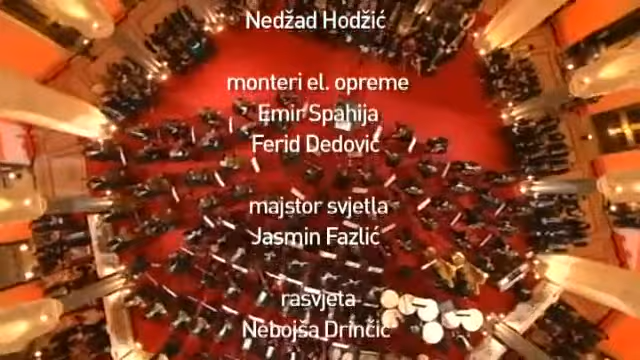 Nedžad Hodžić
monteri el. opreme
Emir Spahija
Ferid Dedović
majstor svjetla
Jasmin Fazlić
rasvjeta
Nebojša Drinčić